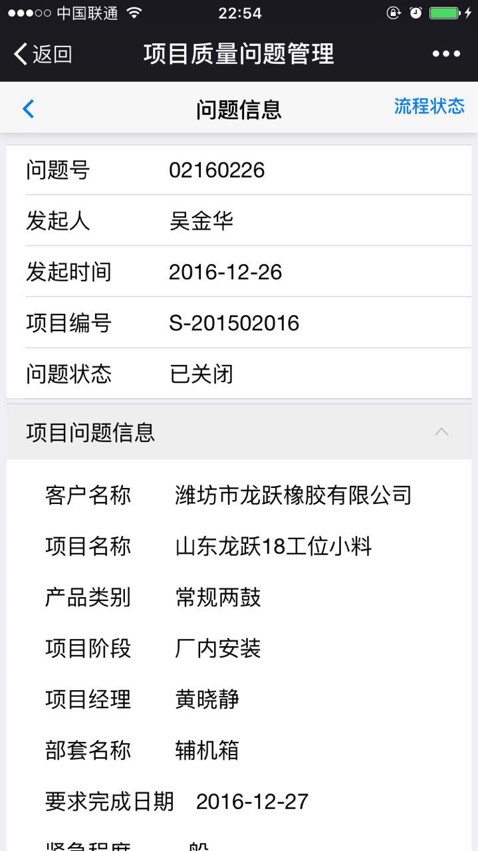 中国联通 22:54
返回 项目质量问题管理
问题信息 流程状态
问题号 02160226
发起人 吴金华
发起时间 2016-12-26
项目编号 S-201502016
问题状态 已关闭
项目问题信息
客户名称 潍坊市龙跃橡胶有限公司
项目名称 山东龙跃18工位小料
产品类别 常规两鼓
项目阶段 厂内安装
项目经理 黄晓静
部套名称 辅机箱
要求完成日期 2016-12-27
紧急程度 一般